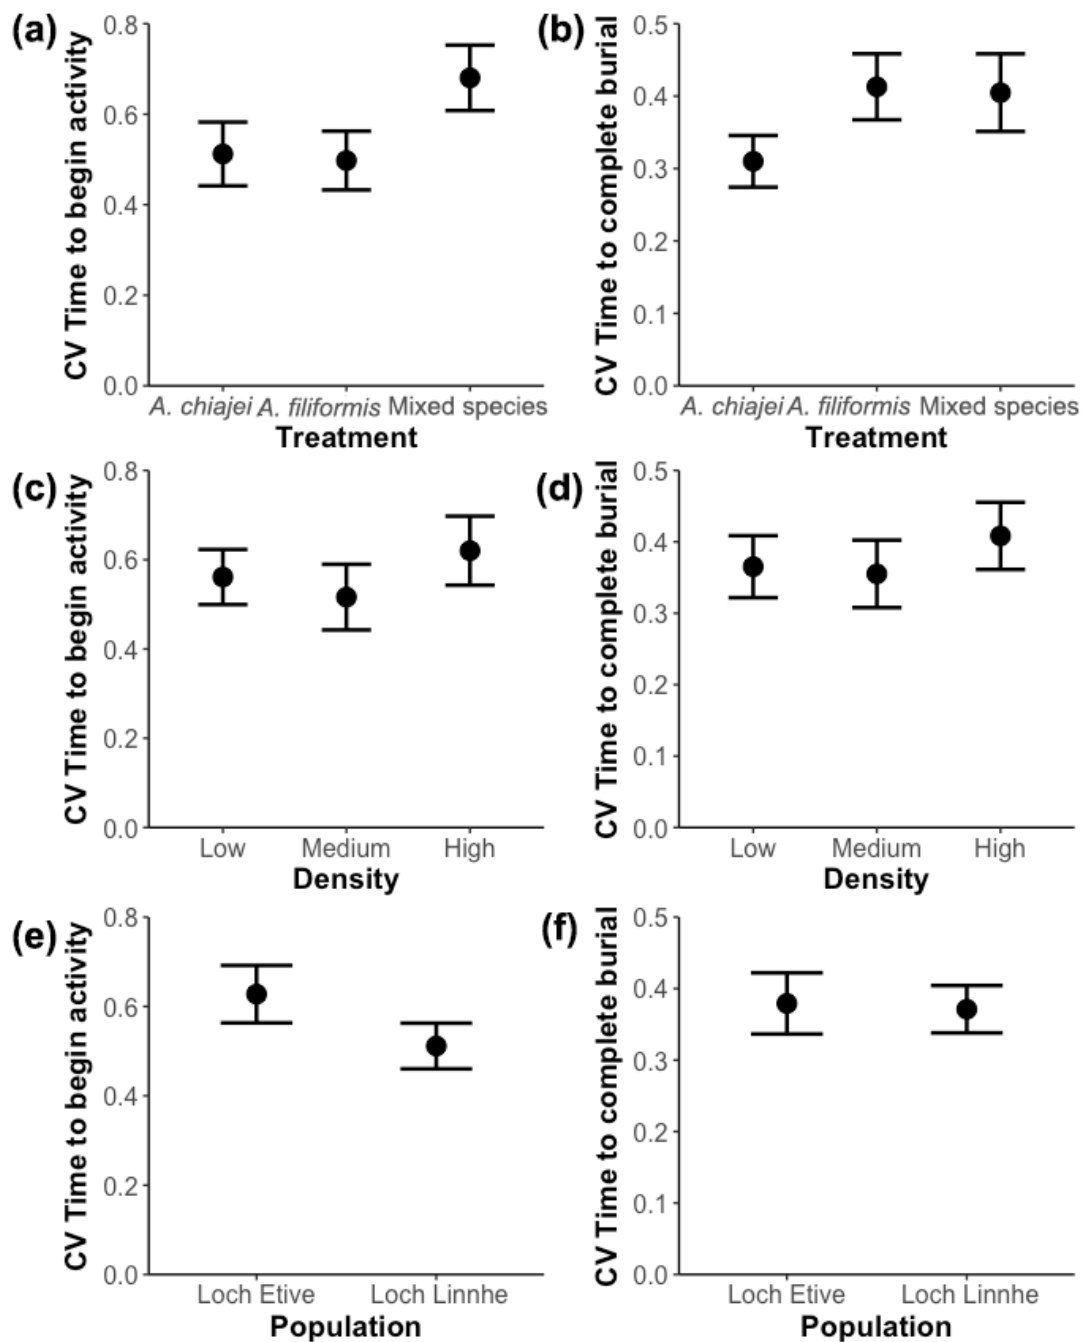 (a)
CV Time to begin activity
0.8
0.6
0.4
0.2
0.0
A. chiajei A. filiformis Mixed species
Treatment
(b)
CV Time to complete burial
0.5
0.4
0.3
0.2
0.1
0.0
A. chiajei A. filiformis Mixed species
Treatment
(c)
CV Time to begin activity
0.8
0.6
0.4
0.2
0.0
Low Medium High
Density
(d)
CV Time to complete burial
0.5
0.4
0.3
0.2
0.1
0.0
Low Medium High
Density
(e)
CV Time to begin activity
0.8
0.6
0.4
0.2
0.0
Loch Etive Loch Linnhe
Population
(f)
CV Time to complete burial
0.5
0.4
0.3
0.2
0.1
0.0
Loch Etive Loch Linnhe
Population